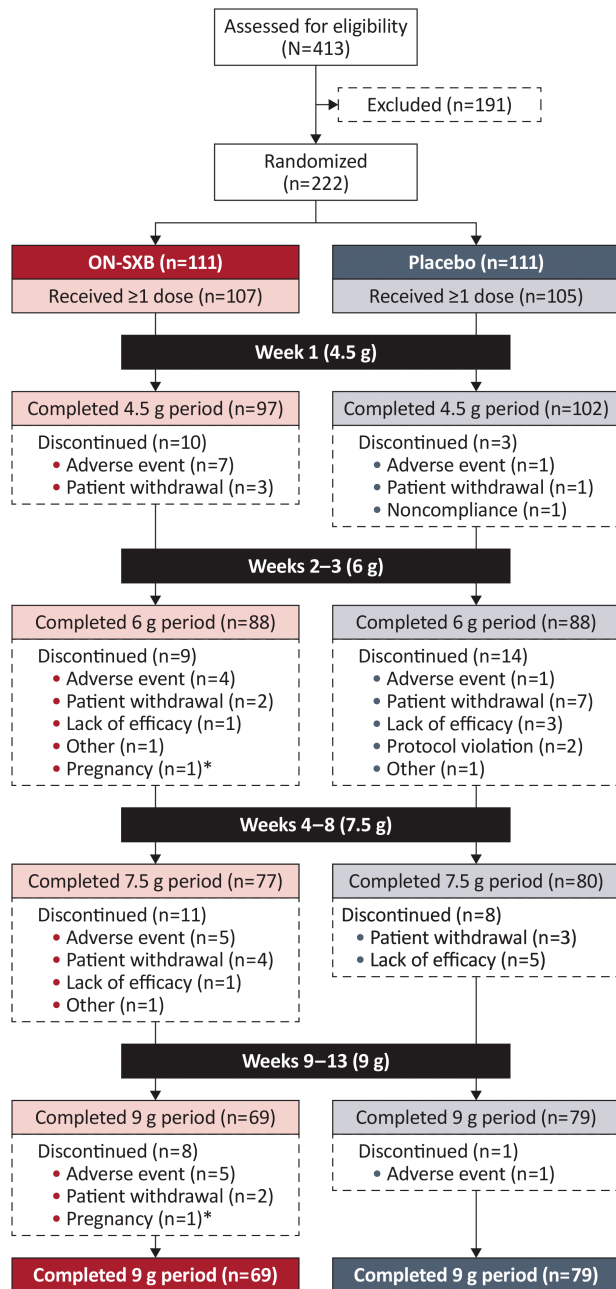 Assessed for eligibility
(N=413)
Excluded (n=191)
Randomized
(n=222)
ON-SXB (n=111)
Received ≥1 dose (n=107)
Placebo (n=111)
Received ≥1 dose (n=105)
Week 1 (4.5 g)
Completed 4.5 g period (n=97)
Discontinued (n=10)
• Adverse event (n=7)
• Patient withdrawal (n=3)
Completed 4.5 g period (n=102)
Discontinued (n=3)
• Adverse event (n=1)
• Patient withdrawal (n=1)
• Noncompliance (n=1)
Weeks 2–3 (6 g)
Completed 6 g period (n=88)
Discontinued (n=9)
• Adverse event (n=4)
• Patient withdrawal (n=2)
• Lack of efficacy (n=1)
• Other (n=1)
• Pregnancy (n=1)*
Completed 6 g period (n=88)
Discontinued (n=14)
• Adverse event (n=1)
• Patient withdrawal (n=7)
• Lack of efficacy (n=3)
• Protocol violation (n=2)
• Other (n=1)
Weeks 4–8 (7.5 g)
Completed 7.5 g period (n=77)
Discontinued (n=11)
• Adverse event (n=5)
• Patient withdrawal (n=4)
• Lack of efficacy (n=1)
• Other (n=1)
Completed 7.5 g period (n=80)
Discontinued (n=8)
• Patient withdrawal (n=3)
• Lack of efficacy (n=5)
Weeks 9–13 (9 g)
Completed 9 g period (n=69)
Discontinued (n=8)
• Adverse event (n=5)
• Patient withdrawal (n=2)
• Pregnancy (n=1)*
Completed 9 g period (n=79)
Discontinued (n=1)
• Adverse event (n=1)
Completed 9 g period (n=69)
Completed 9 g period (n=79)